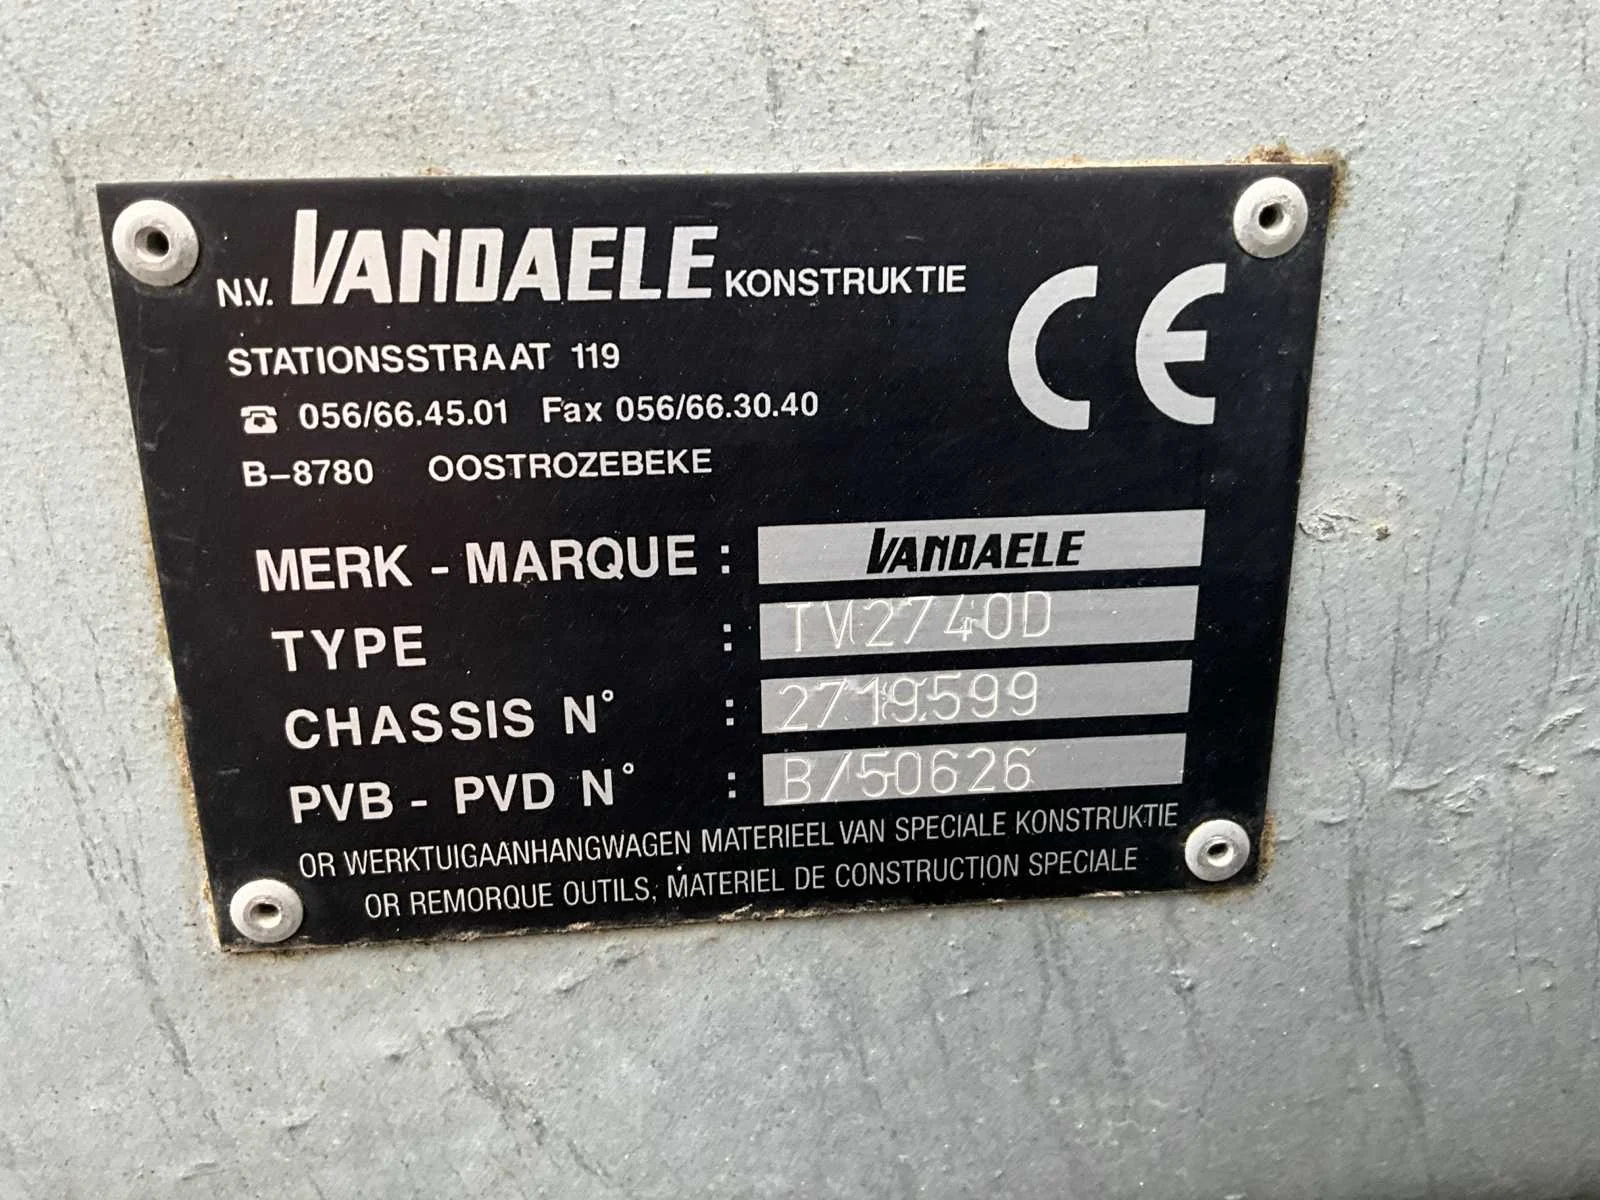 N.V. VANDAELE KONSTRUKTIE
CE
STATIONSSTRAAT 119
☎ 056/66.45.01 Fax 056/66.30.40
B-8780 OOSTROZEBEKE
MERK - MARQUE : VANDAELE
TYPE : TV12740D
CHASSIS N° : 2719599
PVB - PVD N° : B/50626
OR WERKTUIGAANHANGWAGEN MATERIEEL VAN SPECIALE KONSTRUKTIE
OR REMORQUE OUTILS, MATERIEL DE CONSTRUCTION SPECIALE